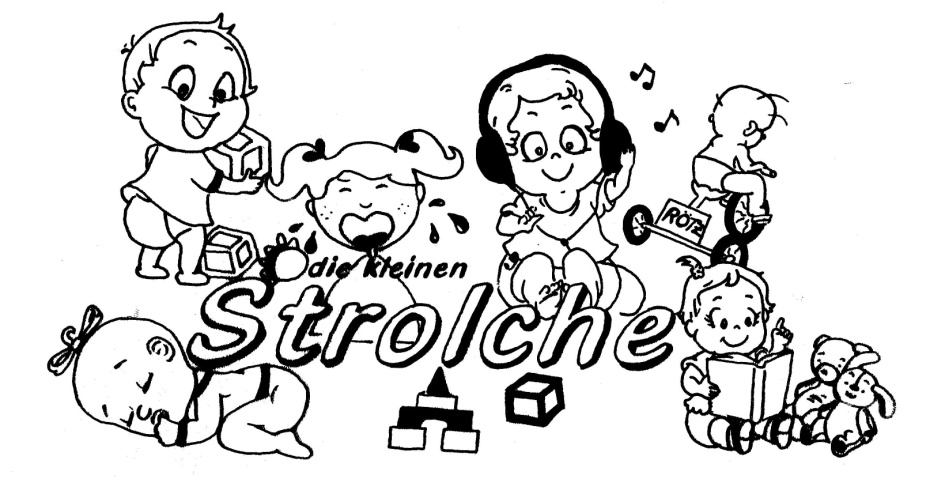 RÖTZ
die kleinen
Strolche